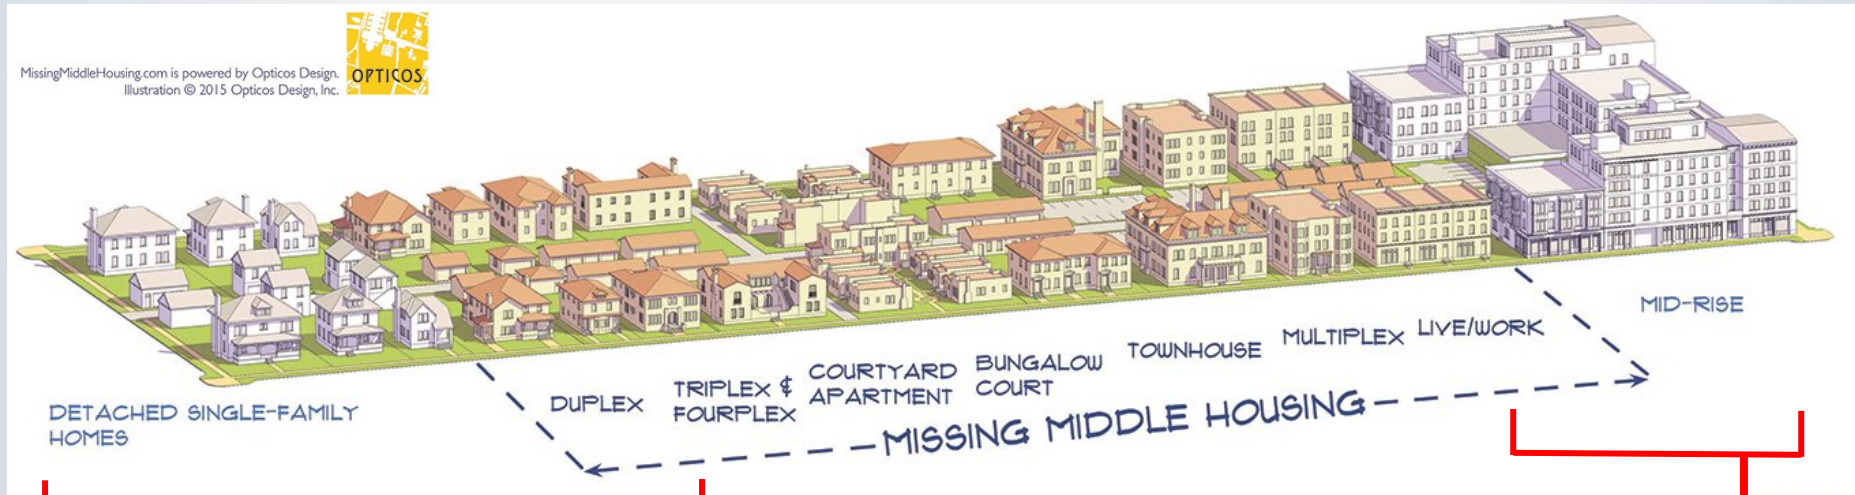 MissingMiddleHousing.com is powered by Opticos Design.
Illustration © 2015 Opticos Design, Inc.
OPTICOS
DETACHED SINGLE-FAMILY
HOMES
DUPLEX
TRIPLEX &
FOURPLEX
COURTYARD
APARTMENT
BUNGALOW
COURT
TOWNHOUSE
MULTIPLEX
LIVE/WORK
MID-RISE
MISSING MIDDLE HOUSING